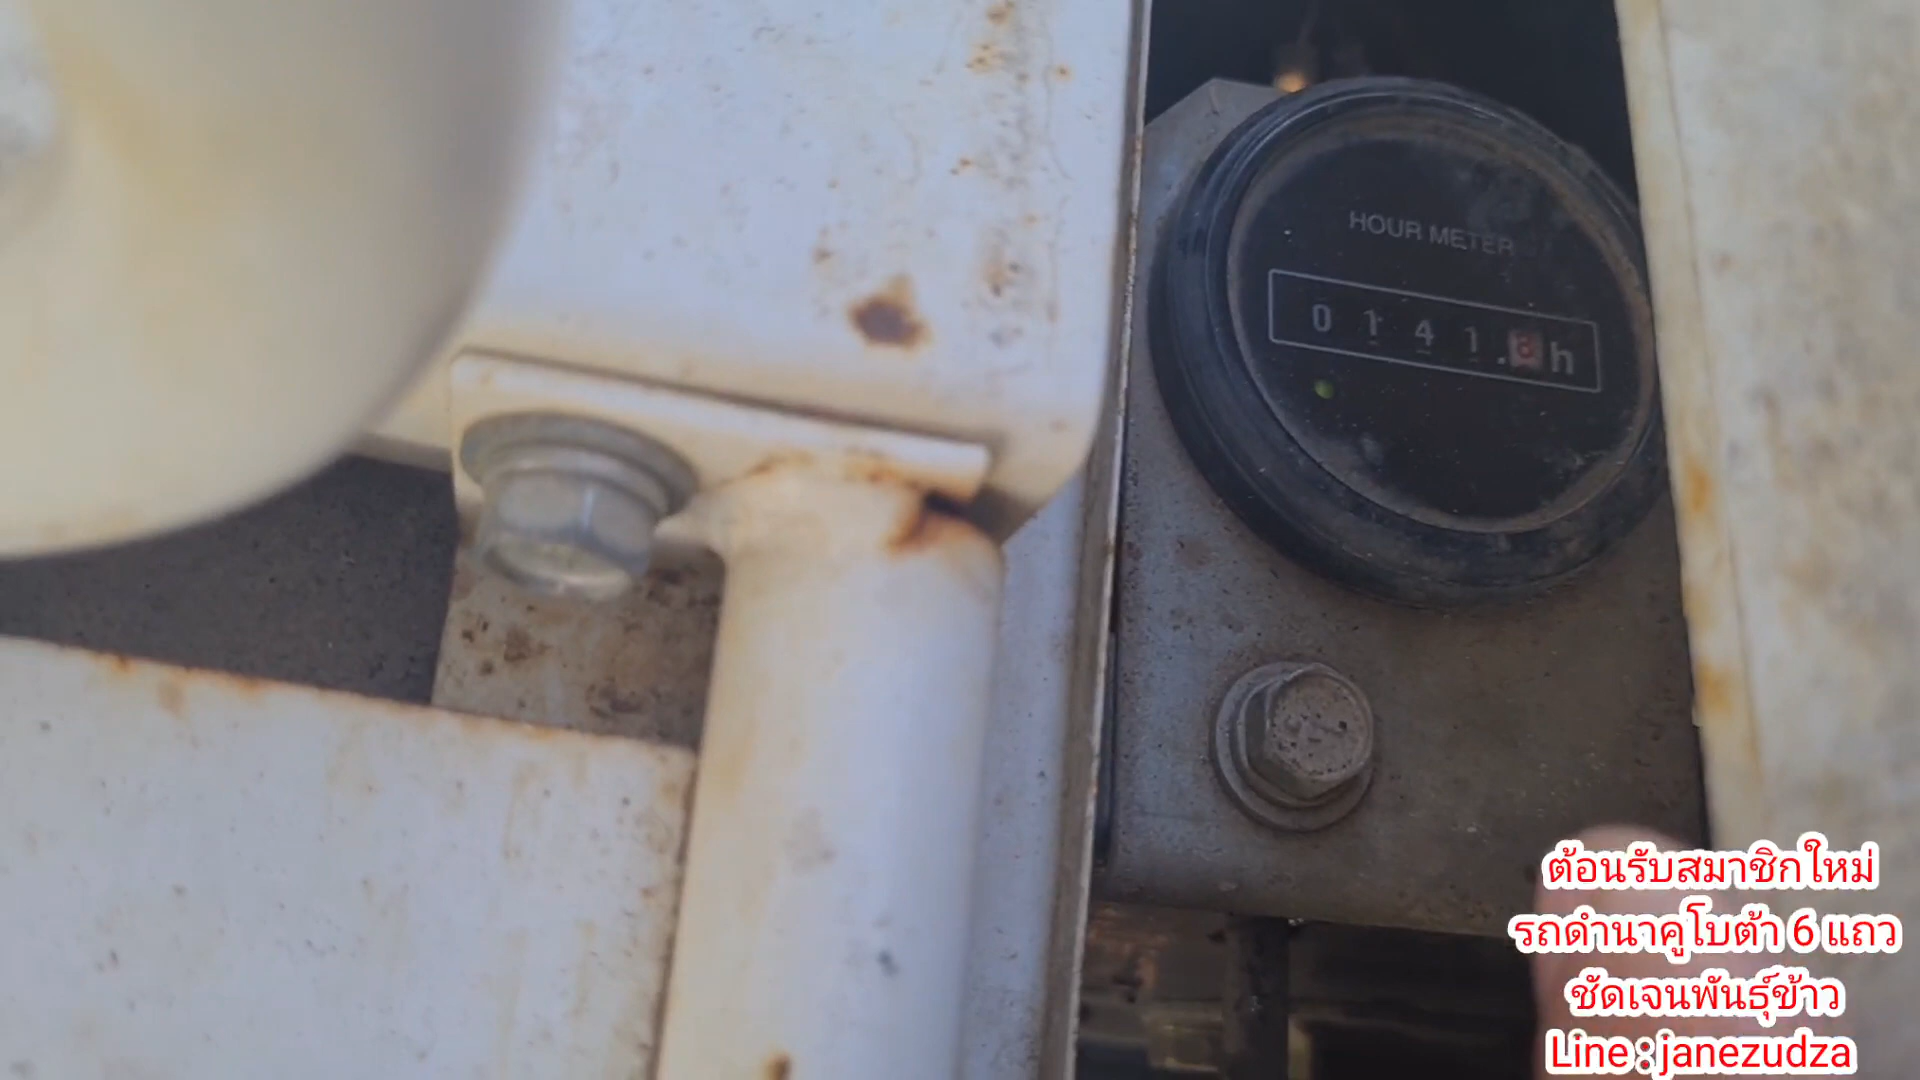 HOUR METER
0 1 4 1 .8 h
ต้อนรับสมาชิกใหม่
รถดำนาคูโบต้า 6 แถว
ชัดเจนพันธุ์ข้าว
Line : janezudza